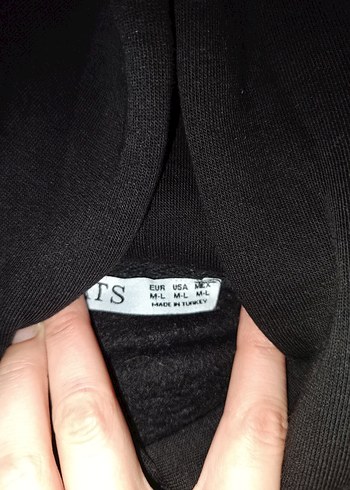 TS
EUR USA MEX
M-L M-L M-L
MADE IN TURKEY